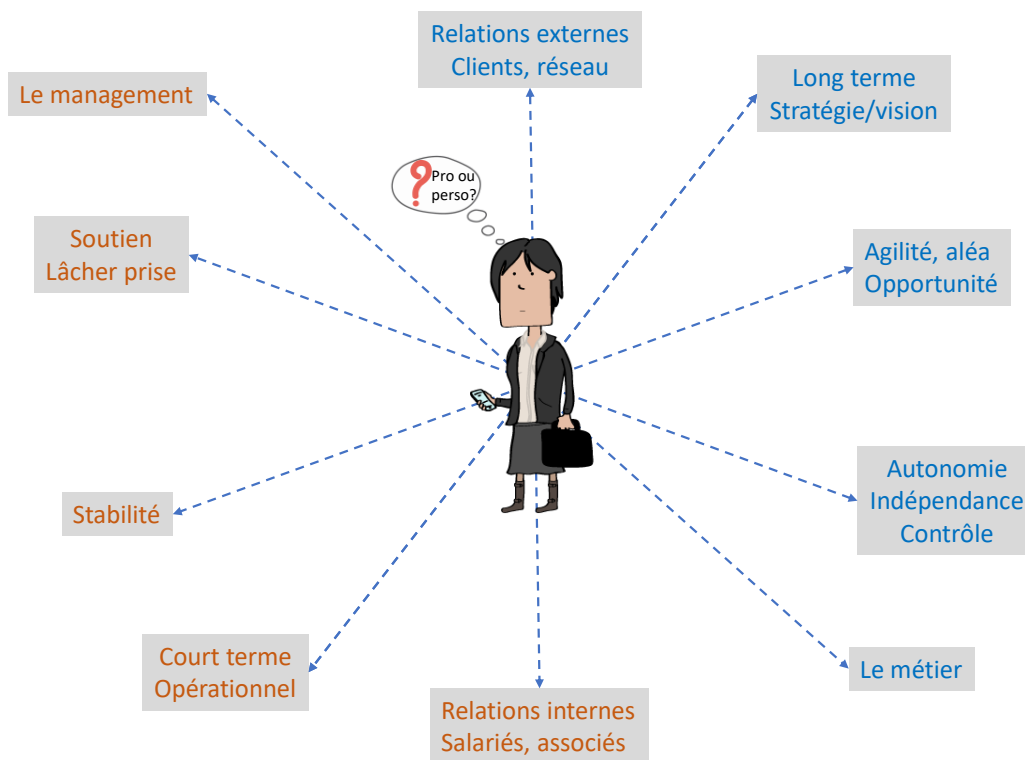 Relations externes
Clients, réseau
Le management
Long terme
Stratégie/vision
?
Pro ou
perso?
Soutien
Lâcher prise
Agilité, aléa
Opportunité
Stabilité
Autonomie
Indépendance
Contrôle
Court terme
Opérationnel
Le métier
Relations internes
Salariés, associés